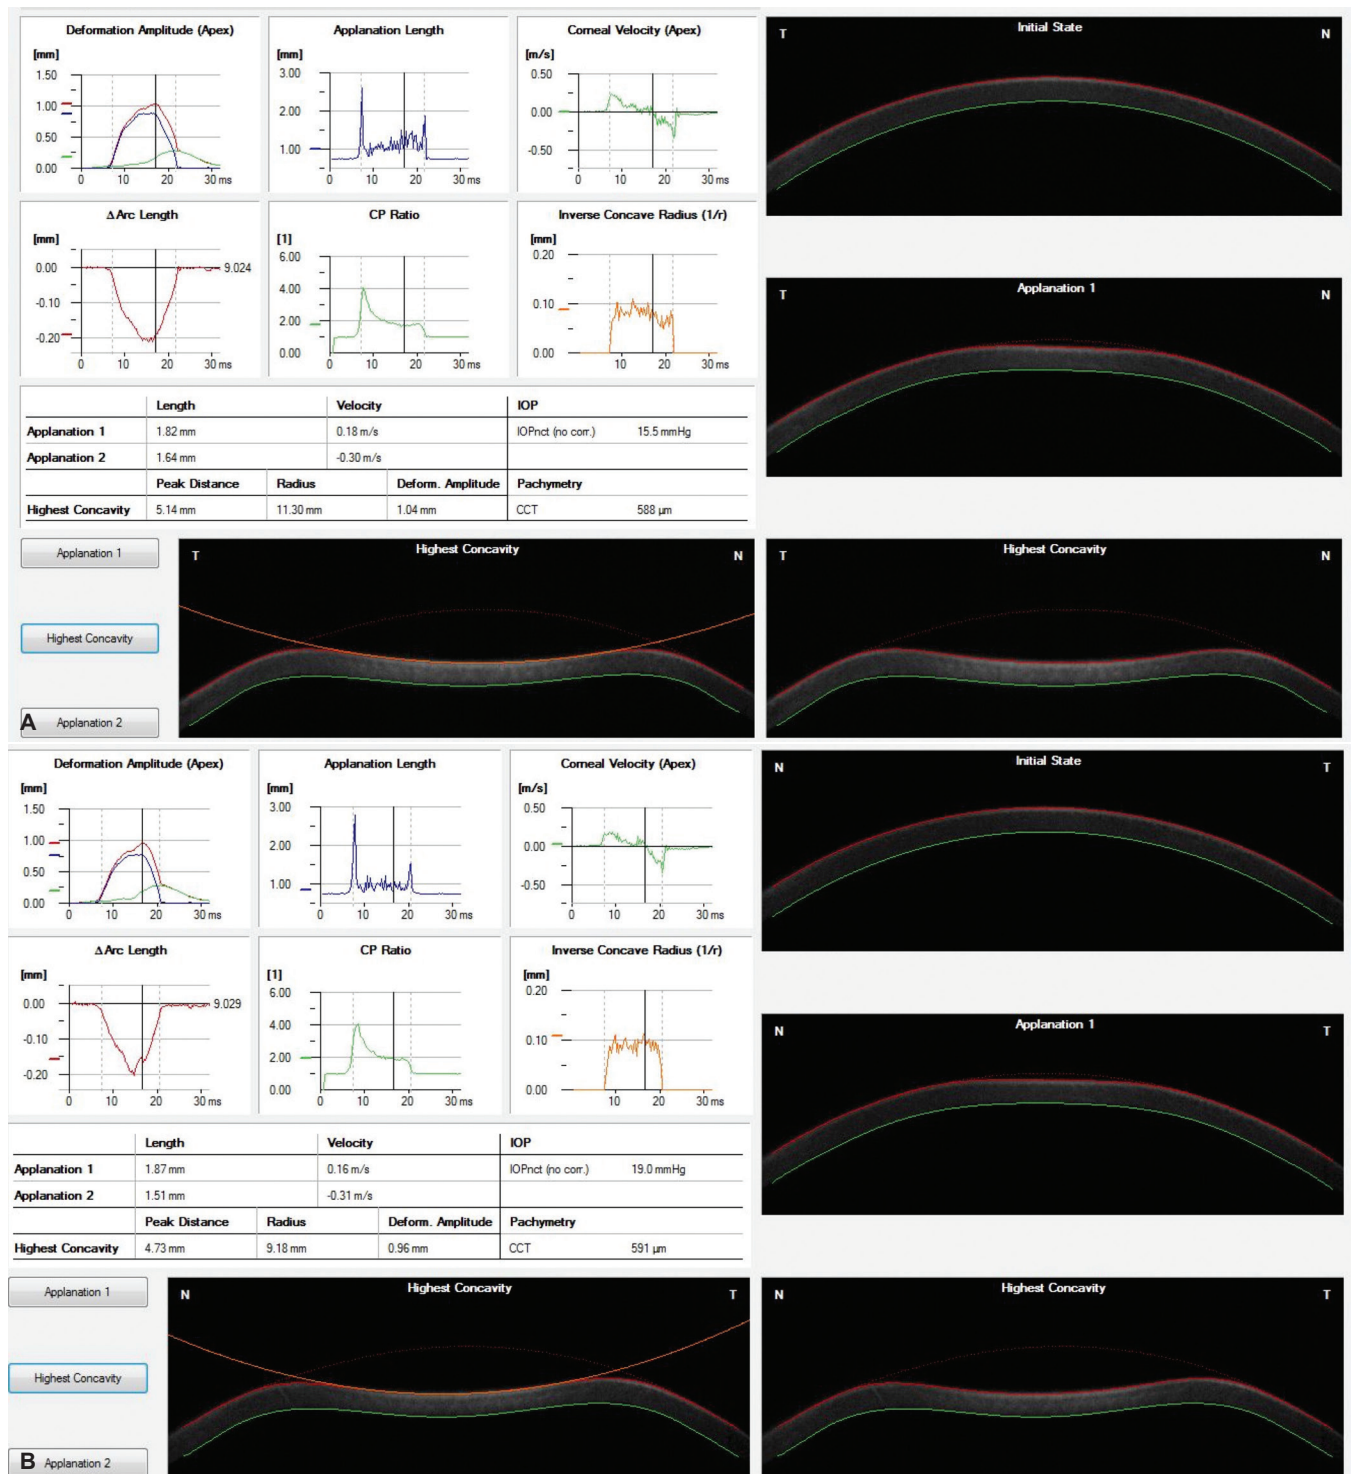 Deformation Amplitude (Apex)
[mm]
1.50
1.00
0.50
0.00
0 10 20 30 ms
Applanation Length
[mm]
3.00
2.00
1.00
0 10 20 30 ms
Corneal Velocity (Apex)
[m/s]
0.50
0.00
-0.50
0 10 20 30 ms
Initial State
T N
Δ Arc Length
[mm]
0.00 9.024
-0.10
-0.20
0 10 20 30 ms
CP Ratio
[1]
6.00
4.00
2.00
0.00
0 10 20 30 ms
Inverse Concave Radius (1/r)
[mm]
0.20
0.10
0.00
10 20 30 ms
Applanation 1
T N
Length Velocity IOP
Applanation 1 1.82 mm 0.18 m/s IOPnct (no corr.) 15.5 mmHg
Applanation 2 1.64 mm -0.30 m/s
Peak Distance Radius Deform. Amplitude Pachymetry
Highest Concavity 5.14 mm 11.30 mm 1.04 mm CCT 588 µm
Applanation 1
Highest Concavity
Applanation 2
A
Highest Concavity
T N
Highest Concavity
T N
Deformation Amplitude (Apex)
[mm]
1.50
1.00
0.50
0.00
0 10 20 30 ms
Applanation Length
[mm]
3.00
2.00
1.00
0 10 20 30 ms
Corneal Velocity (Apex)
[m/s]
0.50
0.00
-0.50
0 10 20 30 ms
Initial State
N T
Δ Arc Length
[mm]
0.00 9.029
-0.10
-0.20
0 10 20 30 ms
CP Ratio
[1]
6.00
4.00
2.00
0.00
0 10 20 30 ms
Inverse Concave Radius (1/r)
[mm]
0.20
0.10
0.00
10 20 30 ms
Applanation 1
N T
Length Velocity IOP
Applanation 1 1.87 mm 0.16 m/s IOPnct (no corr.) 19.0 mmHg
Applanation 2 1.51 mm -0.31 m/s
Peak Distance Radius Deform. Amplitude Pachymetry
Highest Concavity 4.73 mm 9.18 mm 0.96 mm CCT 591 µm
Applanation 1
Highest Concavity
Applanation 2
B
Highest Concavity
N T
Highest Concavity
N T